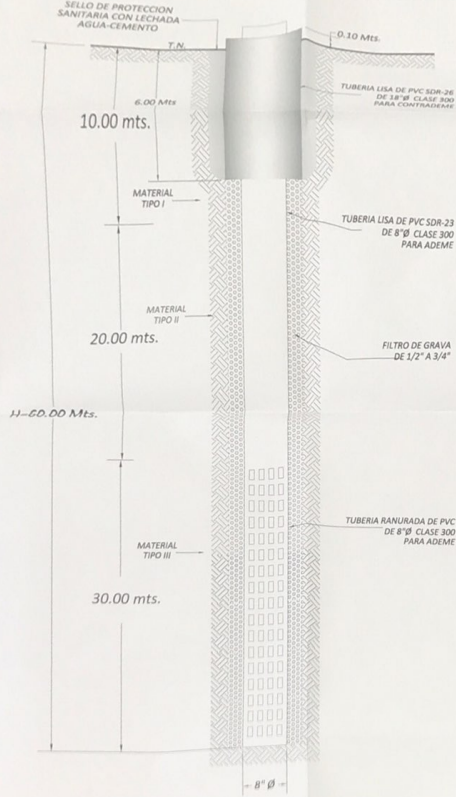 SELLO DE PROTECCION
SANITARIA CON LECHADA
AGUA-CEMENTO
T.N.
0.10 Mts.
6.00 Mts
TUBERIA LISA DE PVC SDR-26
DE 18"Ø CLASE 300
PARA CONTRADEME
10.00 mts.
MATERIAL
TIPO I
TUBERIA LISA DE PVC SDR-23
DE 8"Ø CLASE 300
PARA ADEME
MATERIAL
TIPO II
20.00 mts.
FILTRO DE GRAVA
DE 1/2" A 3/4"
H=60.00 Mts.
TUBERIA RANURADA DE PVC
DE 8"Ø CLASE 300
PARA ADEME
MATERIAL
TIPO III
30.00 mts.
8" Ø